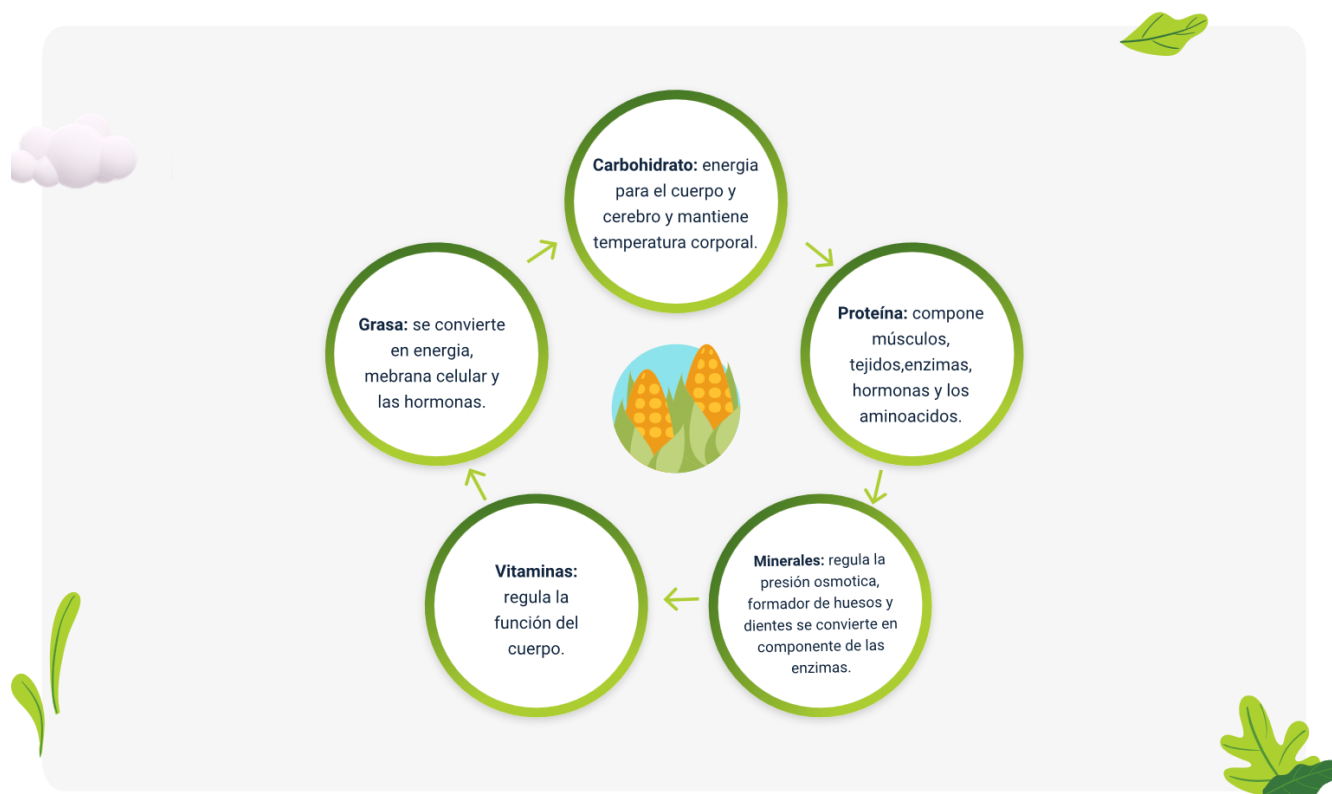 Carbohidrato: energia
para el cuerpo y
cerebro y mantiene
temperatura corporal.
Proteína: compone
músculos,
tejidos,enzimas,
hormonas y los
aminoacidos.
Minerales: regula la
presión osmotica,
formador de huesos y
dientes se convierte en
componente de las
enzimas.
Vitaminas:
regula la
función del
cuerpo.
Grasa: se convierte
en energia,
mebrana celular y
las hormonas.